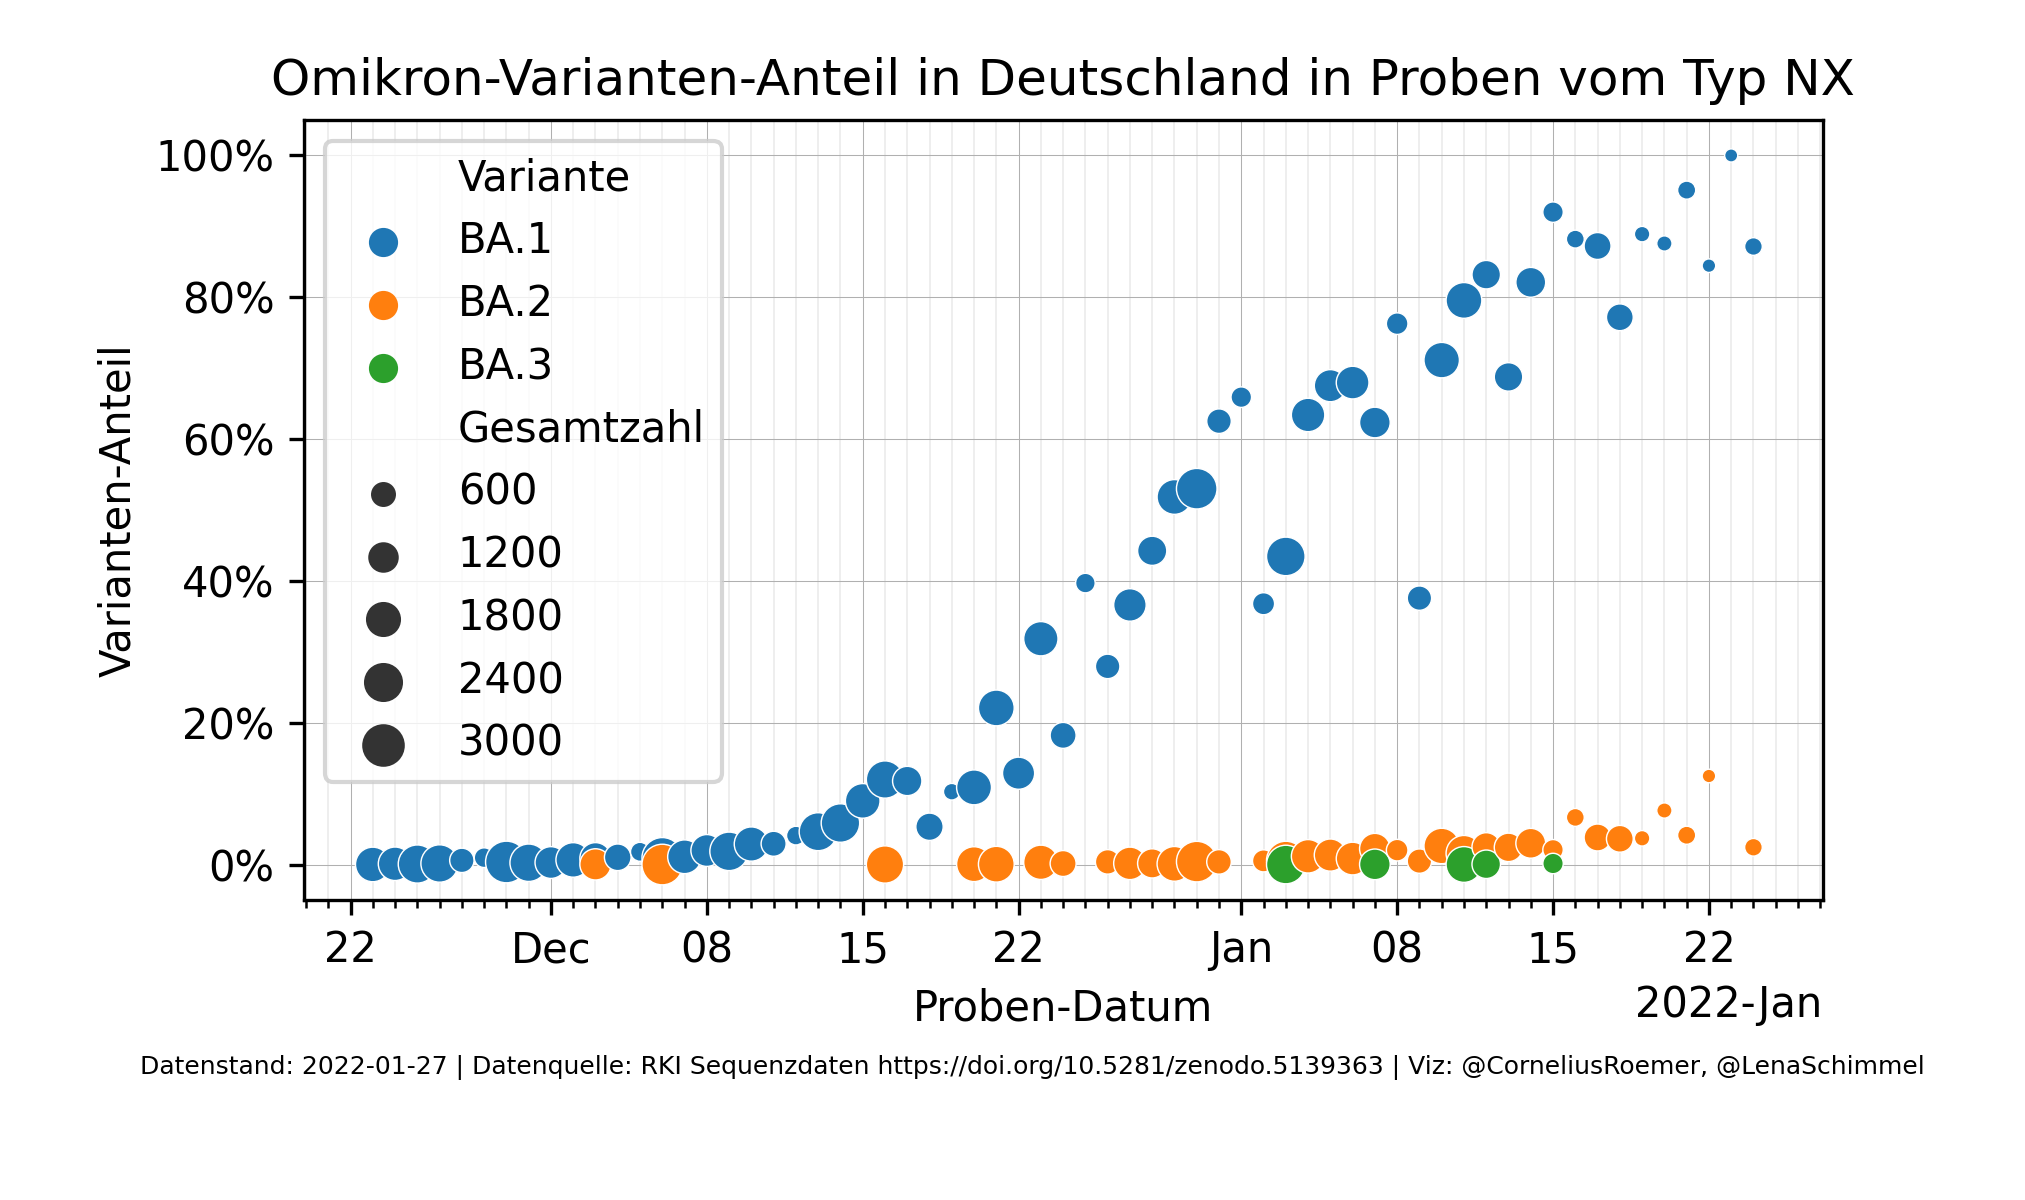 Omikron-Varianten-Anteil in Deutschland in Proben vom Typ NX
Varianten-Anteil
100%
80%
60%
40%
20%
0%
Variante
BA.1
BA.2
BA.3
Gesamtzahl
600
1200
1800
2400
3000
22 Dec 08 15 22 Jan 08 15 22
Proben-Datum
2022-Jan
Datenstand: 2022-01-27 | Datenquelle: RKI Sequenzdaten https://doi.org/10.5281/zenodo.5139363 | Viz: @CorneliusRoemer, @LenaSchimmel